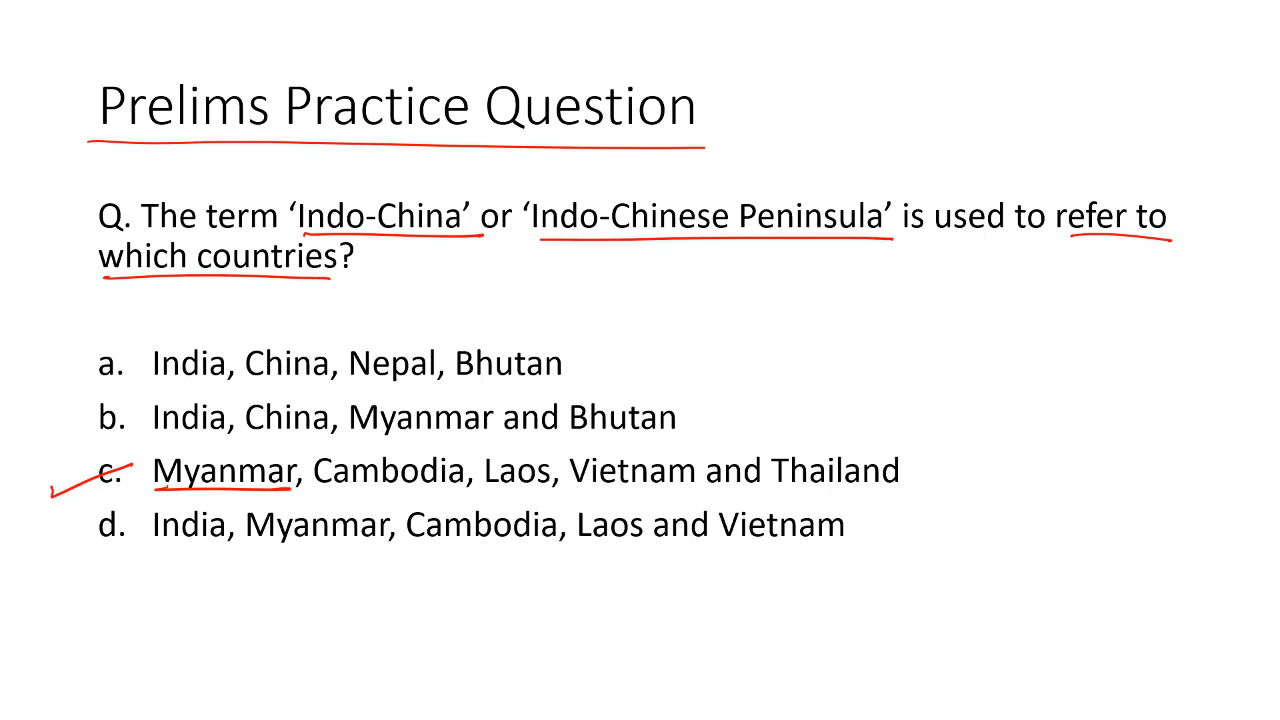 Prelims Practice Question
Q. The term ‘Indo-China’ or ‘Indo-Chinese Peninsula’ is used to refer to
which countries?
a. India, China, Nepal, Bhutan
b. India, China, Myanmar and Bhutan
c. Myanmar, Cambodia, Laos, Vietnam and Thailand
d. India, Myanmar, Cambodia, Laos and Vietnam